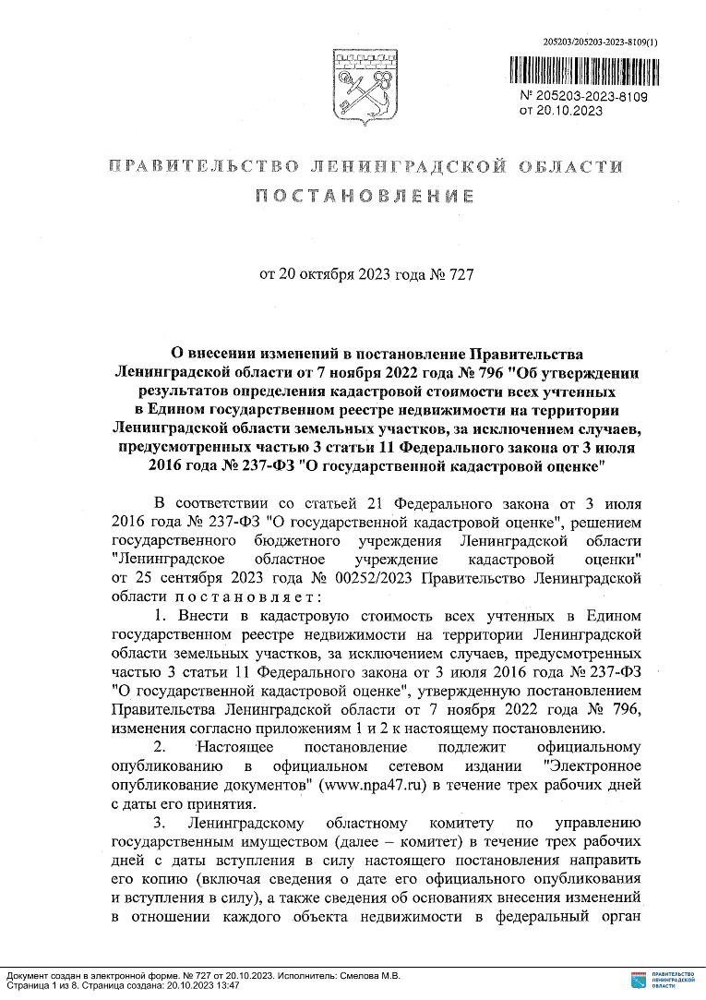 205203/205203-2023-8109(1)
№ 205203-2023-8109
от 20.10.2023
ПРАВИТЕЛЬСТВО ЛЕНИНГРАДСКОЙ ОБЛАСТИ
ПОСТАНОВЛЕНИЕ
от 20 октября 2023 года № 727
О внесении изменений в постановление Правительства
Ленинградской области от 7 ноября 2022 года № 796 "Об утверждении
результатов определения кадастровой стоимости всех учтенных
в Едином государственном реестре недвижимости на территории
Ленинградской области земельных участков, за исключением случаев,
предусмотренных частью 3 статьи 11 Федерального закона от 3 июля
2016 года № 237-ФЗ "О государственной кадастровой оценке"
В соответствии со статьей 21 Федерального закона от 3 июля
2016 года № 237-ФЗ "О государственной кадастровой оценке", решением
государственного бюджетного учреждения Ленинградской области
"Ленинградское областное учреждение кадастровой оценки"
от 25 сентября 2023 года № 00252/2023 Правительство Ленинградской
области п о с т а н о в л я е т :
1. Внести в кадастровую стоимость всех учтенных в Едином
государственном реестре недвижимости на территории Ленинградской
области земельных участков, за исключением случаев, предусмотренных
частью 3 статьи 11 Федерального закона от 3 июля 2016 года № 237-ФЗ
"О государственной кадастровой оценке", утвержденную постановлением
Правительства Ленинградской области от 7 ноября 2022 года № 796,
изменения согласно приложениям 1 и 2 к настоящему постановлению.
2. Настоящее постановление подлежит официальному
опубликованию в официальном сетевом издании "Электронное
опубликование документов" (www.npa47.ru) в течение трех рабочих дней
с даты его принятия.
3. Ленинградскому областному комитету по управлению
государственным имуществом (далее – комитет) в течение трех рабочих
дней с даты вступления в силу настоящего постановления направить
его копию (включая сведения о дате его официального опубликования
и вступления в силу), а также сведения об основаниях внесения изменений
в отношении каждого объекта недвижимости в федеральный орган
Документ создан в электронной форме. № 727 от 20.10.2023. Исполнитель: Смелова М.В.
Страница 1 из 8. Страница создана: 20.10.2023 13:47
ПРАВИТЕЛЬСТВО
ЛЕНИНГРАДСКОЙ
ОБЛАСТИ